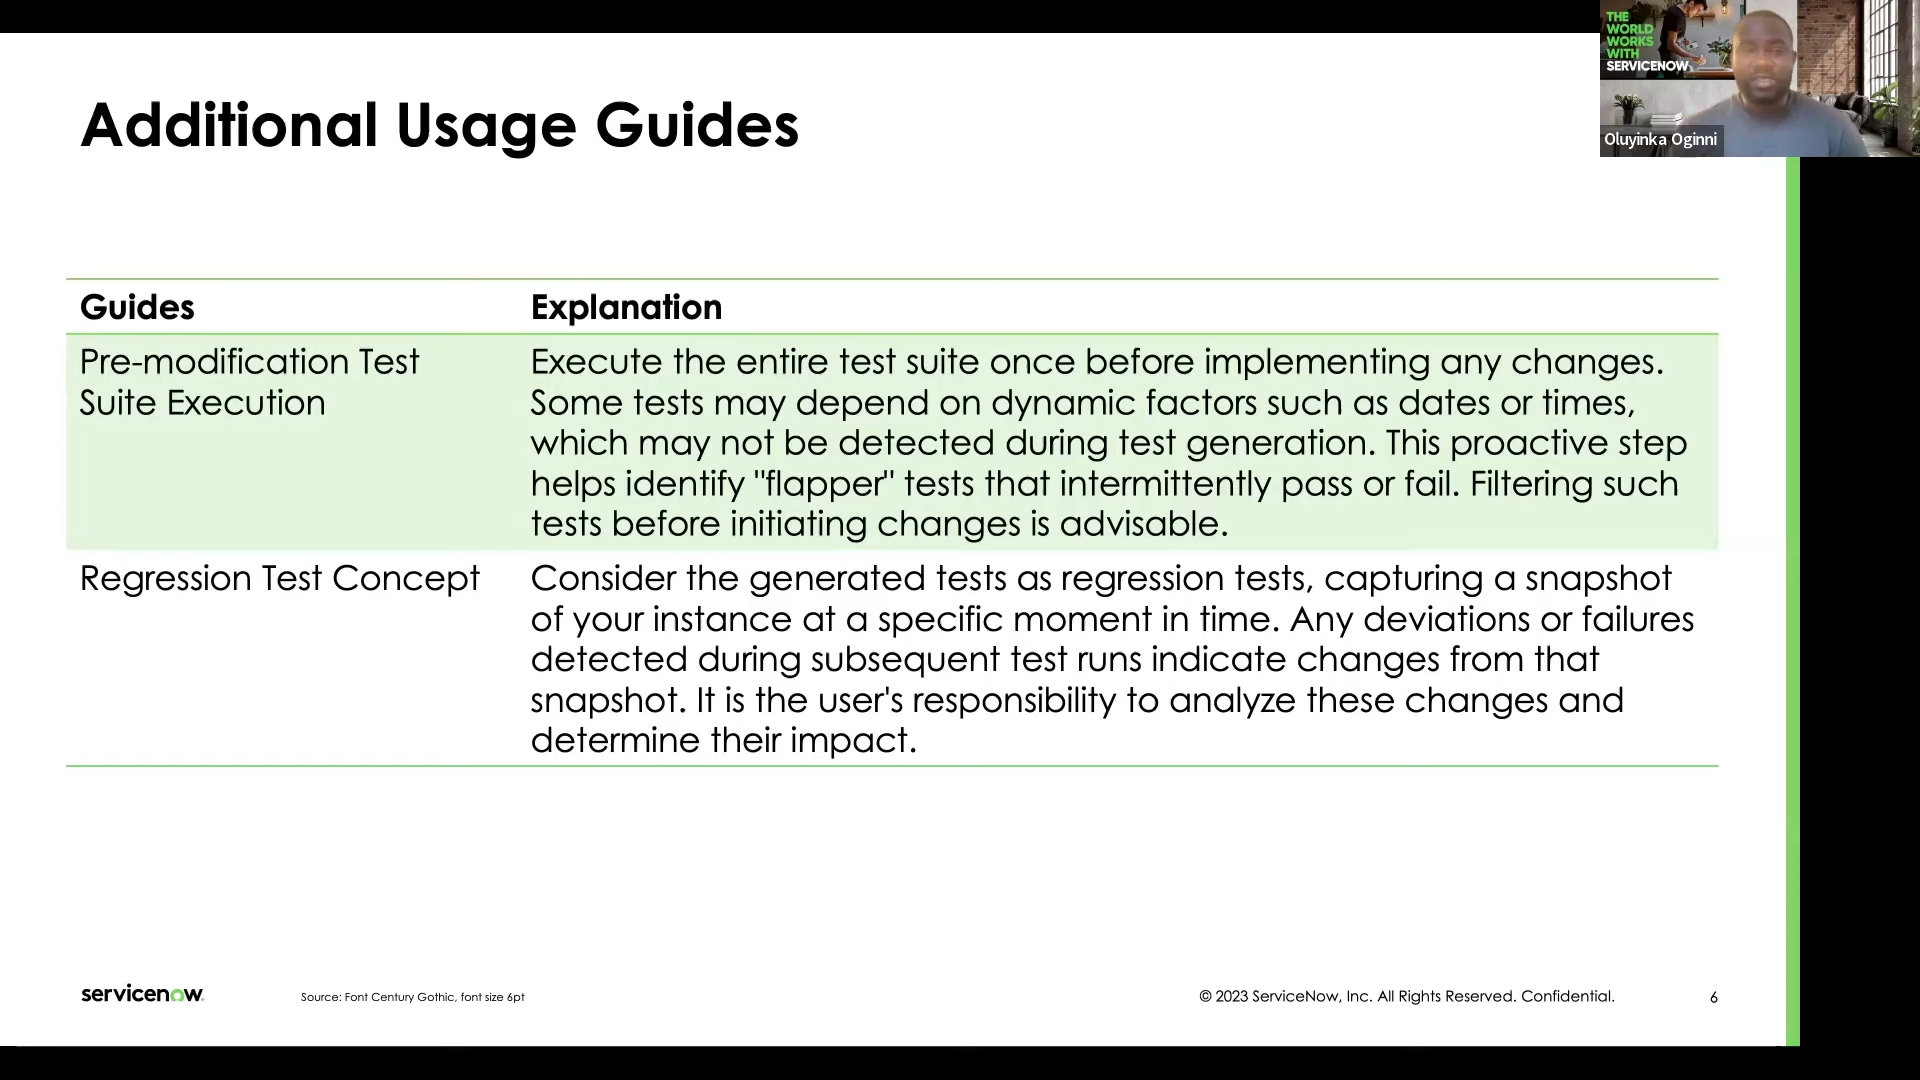 THE
WORLD
WORKS
WITH
SERVICENOW
Oluyinka Oginni
Additional Usage Guides
Guides
Explanation
Pre-modification Test
Suite Execution
Execute the entire test suite once before implementing any changes.
Some tests may depend on dynamic factors such as dates or times,
which may not be detected during test generation. This proactive step
helps identify "flapper" tests that intermittently pass or fail. Filtering such
tests before initiating changes is advisable.
Regression Test Concept
Consider the generated tests as regression tests, capturing a snapshot
of your instance at a specific moment in time. Any deviations or failures
detected during subsequent test runs indicate changes from that
snapshot. It is the user's responsibility to analyze these changes and
determine their impact.
servicenow
Source: Font Century Gothic, font size 6pt
© 2023 ServiceNow, Inc. All Rights Reserved. Confidential.
6